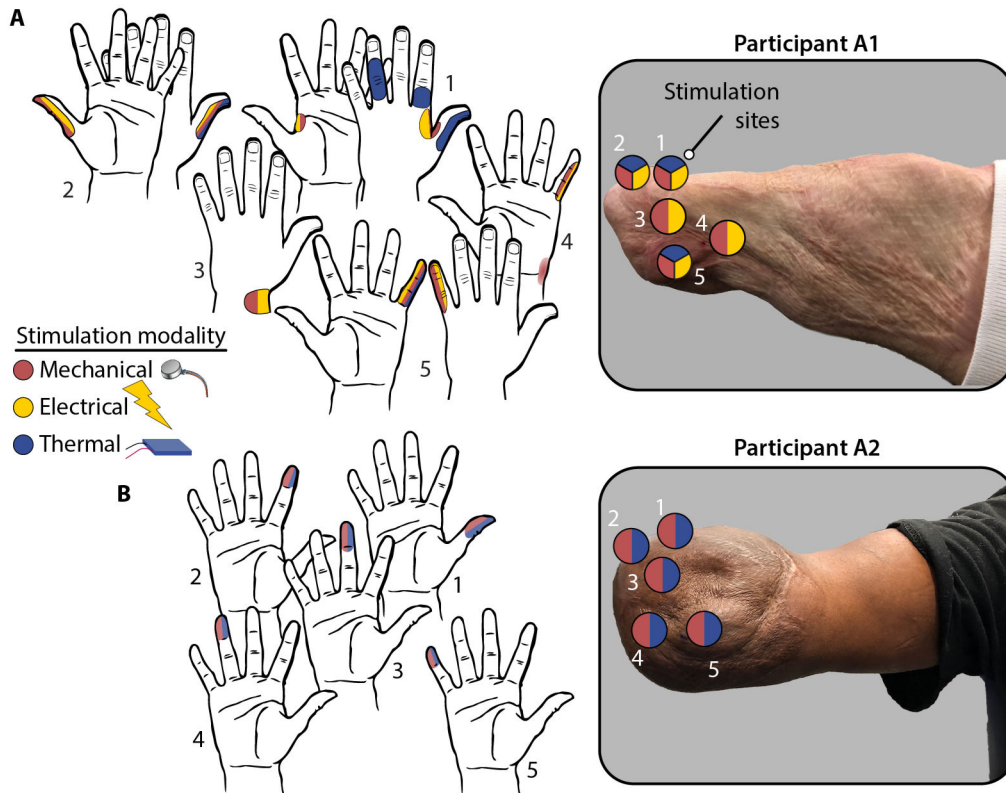 A
Participant A1
1
Stimulation
sites
2
2 1
3 4
5
4
3
5
Stimulation modality
Mechanical
Electrical
Thermal
B
Participant A2
2
1
3
4
5
1
2
3
4
5